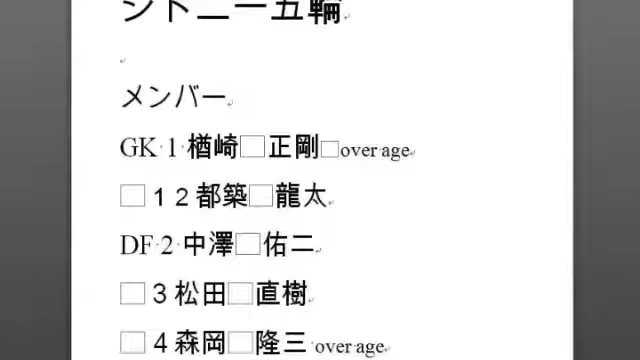 シドニー五輪
メンバー
GK 1 楢崎 正剛 over age
12都築 龍太
DF 2 中澤 佑二
3松田 直樹
4森岡 隆三 over age